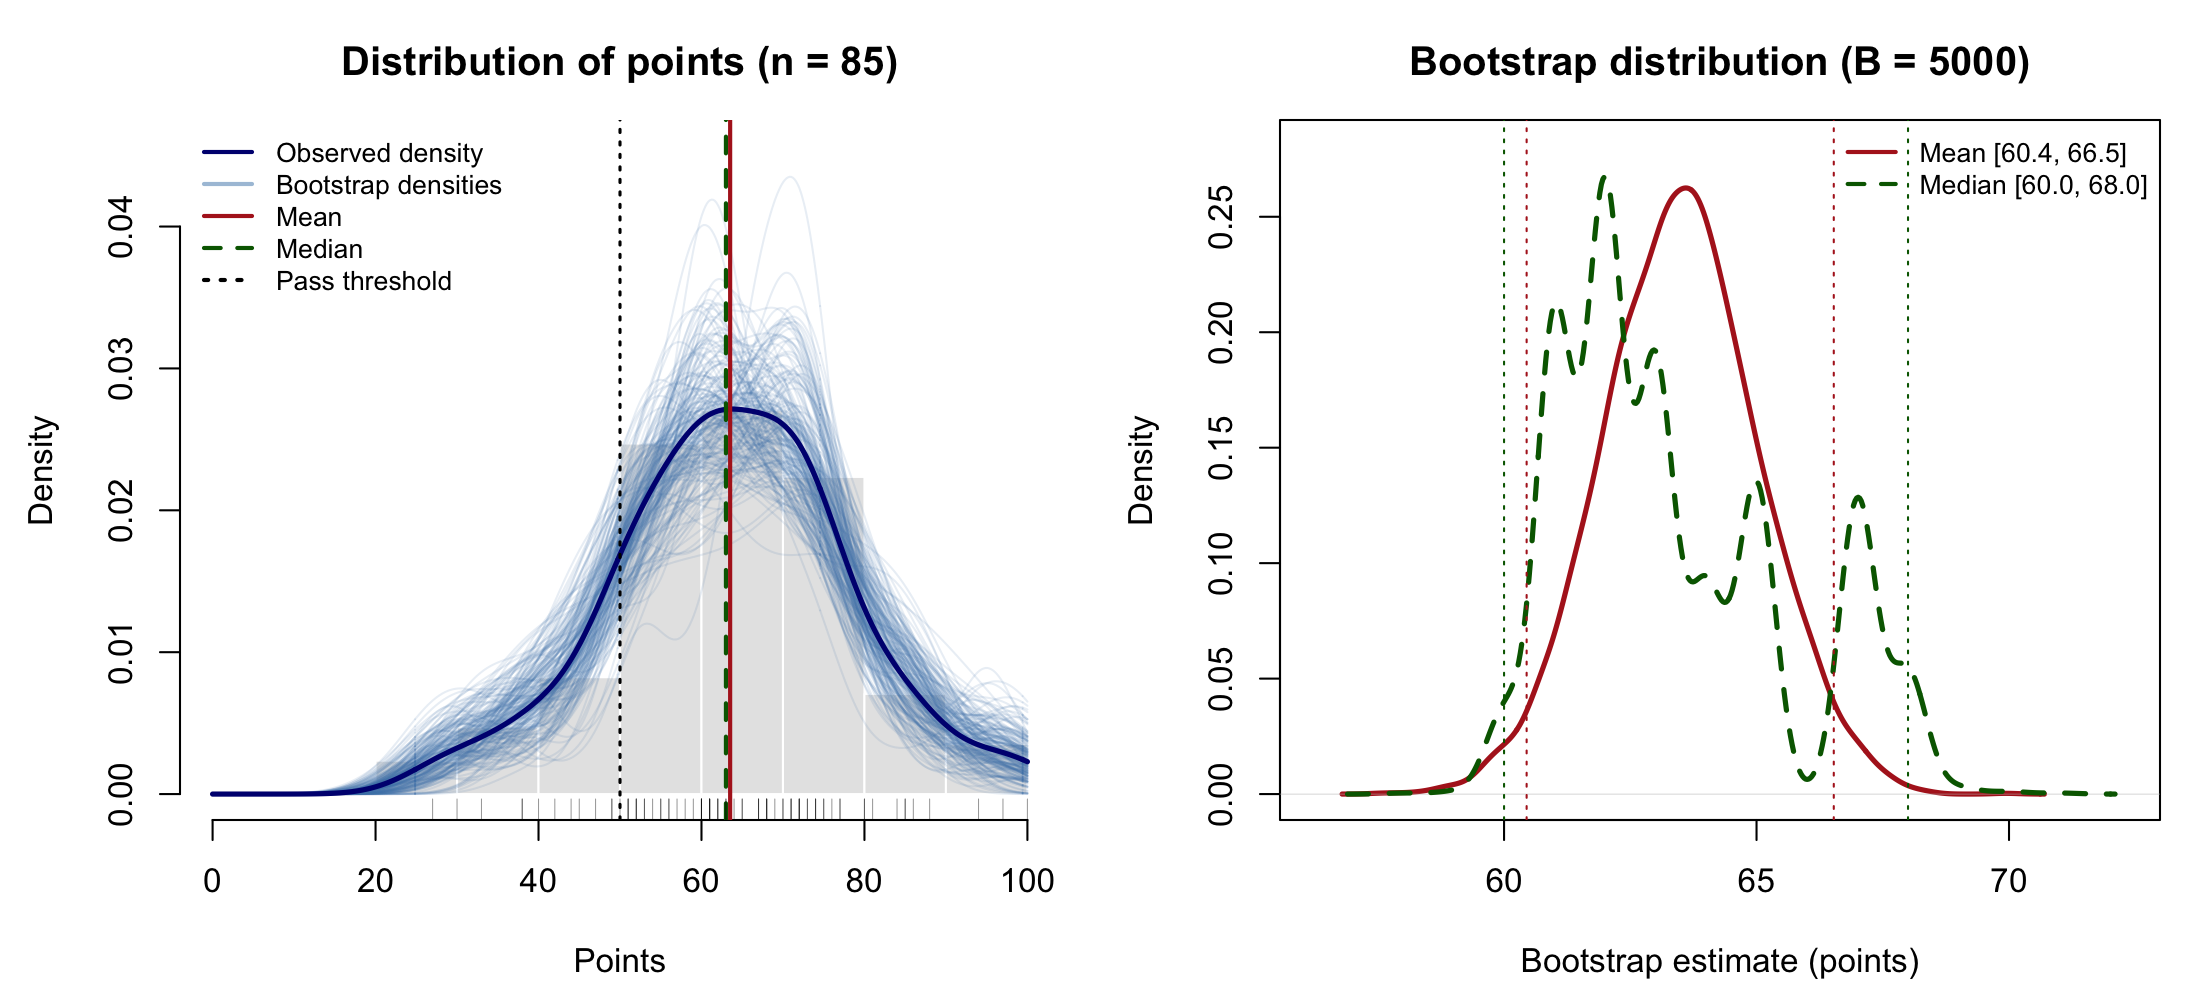 Distribution of points (n = 85)
Observed density
Bootstrap densities
Mean
Median
Pass threshold
Density
0.00
0.01
0.02
0.03
0.04
0
20
40
60
80
100
Points
Bootstrap distribution (B = 5000)
Mean [60.4, 66.5]
Median [60.0, 68.0]
Density
0.00
0.05
0.10
0.15
0.20
0.25
60
65
70
Bootstrap estimate (points)